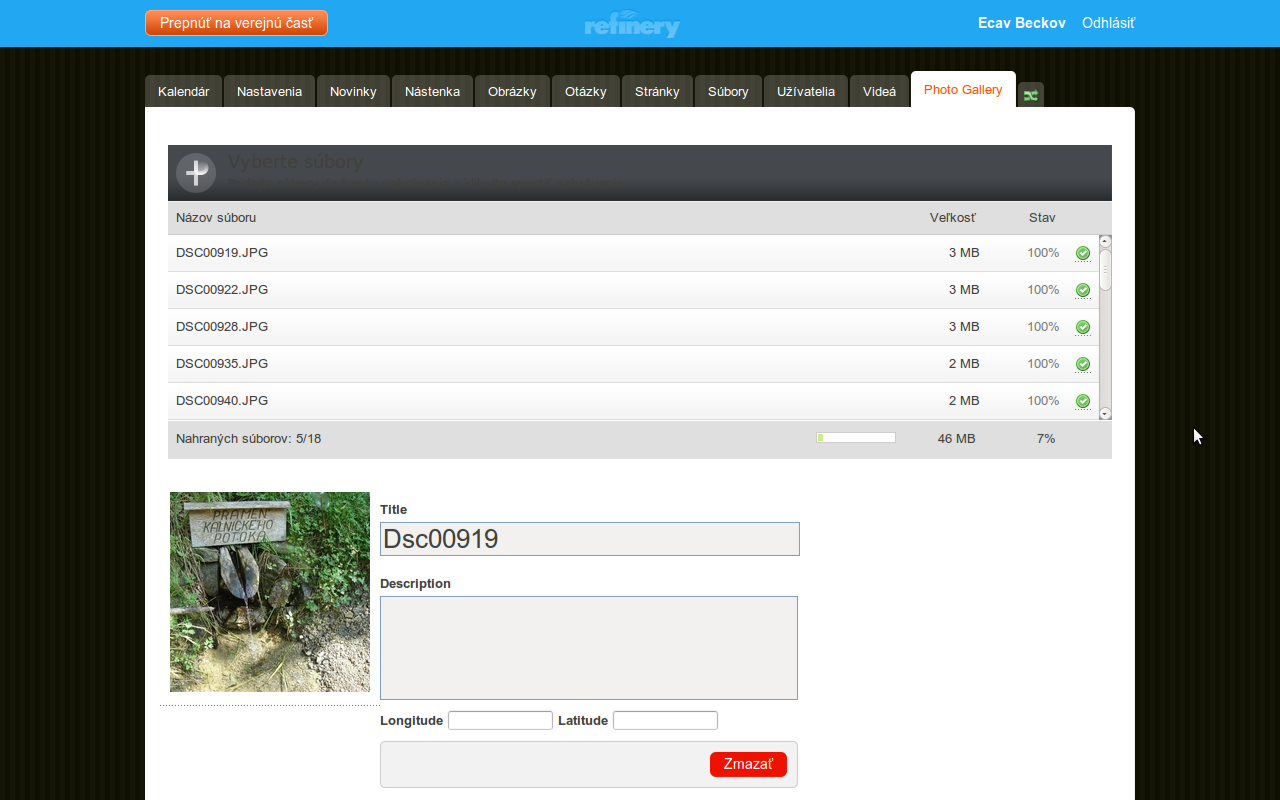 Prepnúť na verejnú časť
refinery
Ecav Beckov Odhlásiť
Kalendár Nastavenia Novinky Nástenka Obrázky Otázky Stránky Súbory Užívatelia Videá Photo Gallery
Vyberte súbory
Názov súboru Veľkosť Stav
DSC00919.JPG 3 MB 100%
DSC00922.JPG 3 MB 100%
DSC00928.JPG 3 MB 100%
DSC00935.JPG 2 MB 100%
DSC00940.JPG 2 MB 100%
Nahraných súborov: 5/18 46 MB 7%
PRAMEŇ
KALNICKÉHO
POTOKA
Title
Dsc00919
Description
Longitude Latitude
Zmazať